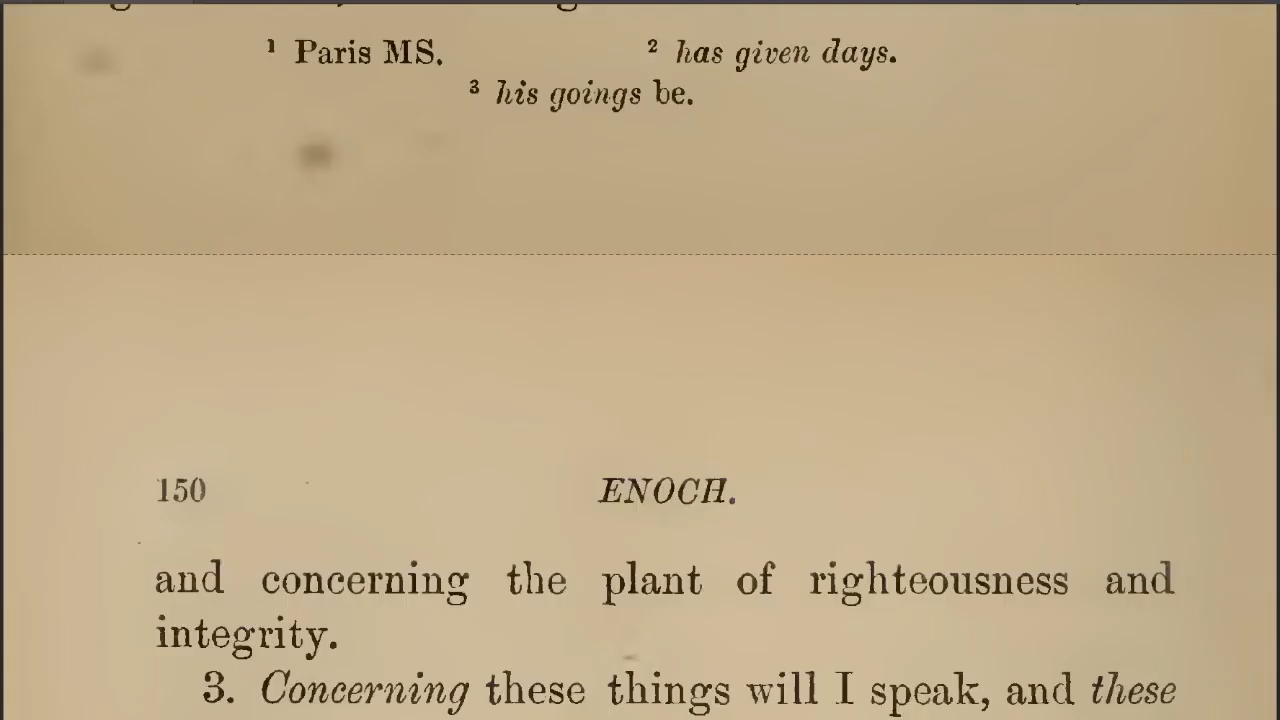 ¹ Paris MS. ² has given days.
³ his goings be.
150 ENOCH.
and concerning the plant of righteousness and
integrity.
3. Concerning these things will I speak, and these